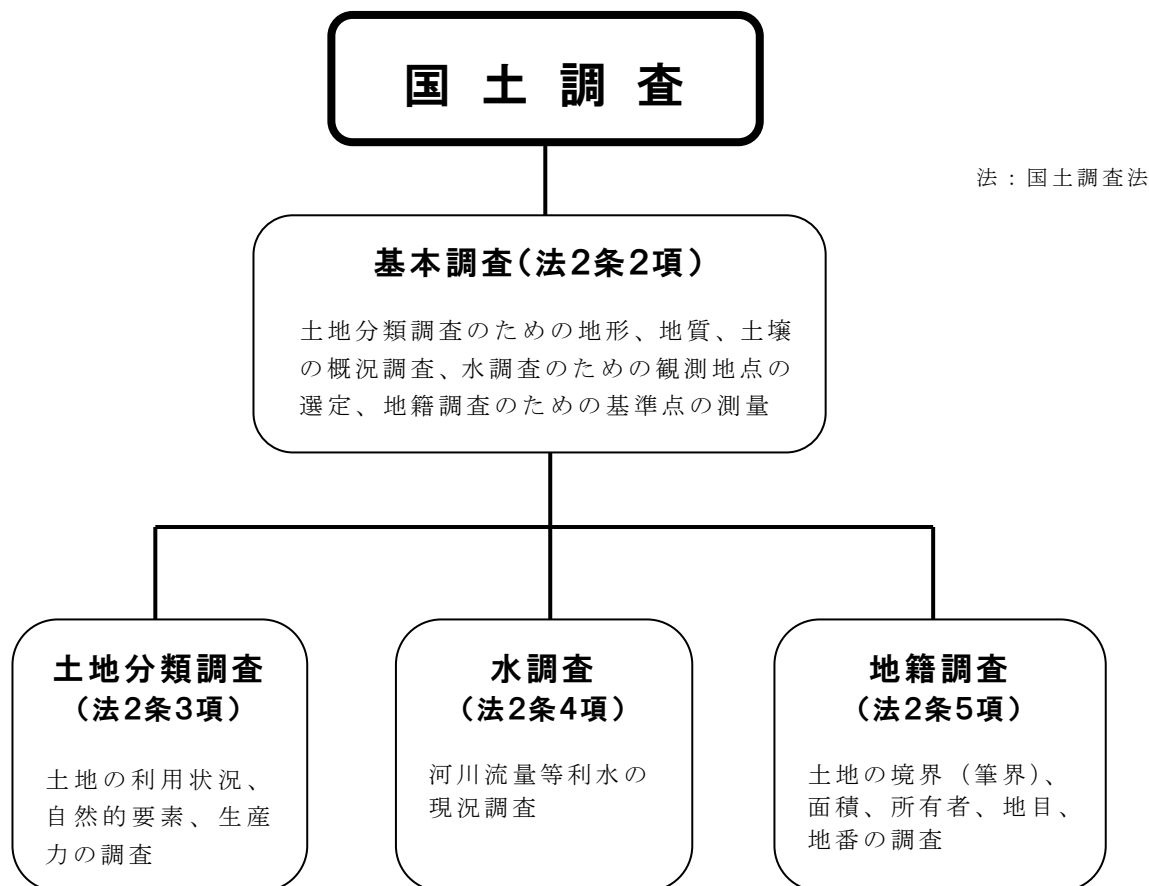 国土調査
法：国土調査法
基本調査（法2条2項）
土地分類調査のための地形、地質、土壌
の概況調査、水調査のための観測地点の
選定、地籍調査のための基準点の測量
土地分類調査
（法2条3項）
土地の利用状況、
自然的要素、生産
力の調査
水調査
（法2条4項）
河川流量等利水の
現況調査
地籍調査
（法2条5項）
土地の境界（筆界）、
面積、所有者、地目、
地番の調査